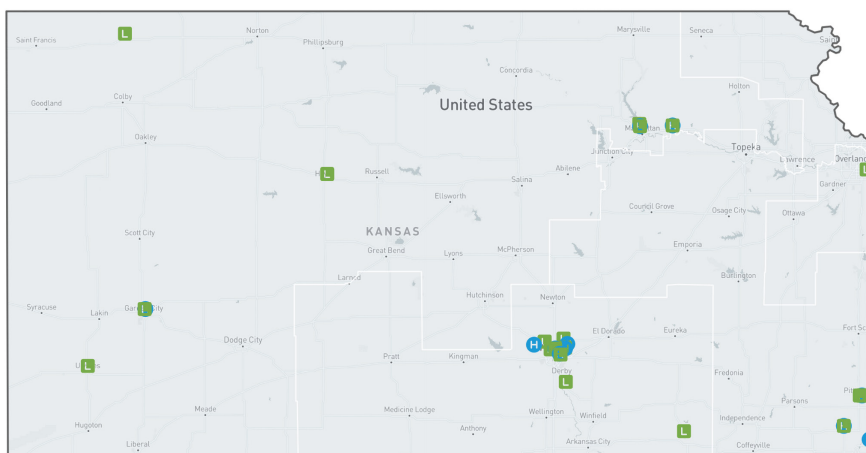 Saint Francis
L
Norton
Phillipsburg
Marysville
Seneca
Concordia
Colby
Goodland
United States
Holton
Oakley
L
L
Topeka
Junction City
Lawrence
Overland
L
L
Russell
Abilene
Salina
Gardner
Ellsworth
Council Grove
Osage City
Ottawa
Scott City
KANSAS
Great Bend
Lyons
McPherson
Emporia
Larned
Burlington
Hutchinson
Newton
Syracuse
Lakin
L
Dodge City
El Dorado
Eureka
Fort Sc
H
L
L
Pratt
Kingman
Derby
L
Fredonia
Parsons
Meade
Medicine Lodge
Wellington
Winfield
Independence
L
Hugoton
Anthony
L
Liberal
Arkansas City
Coffeyville